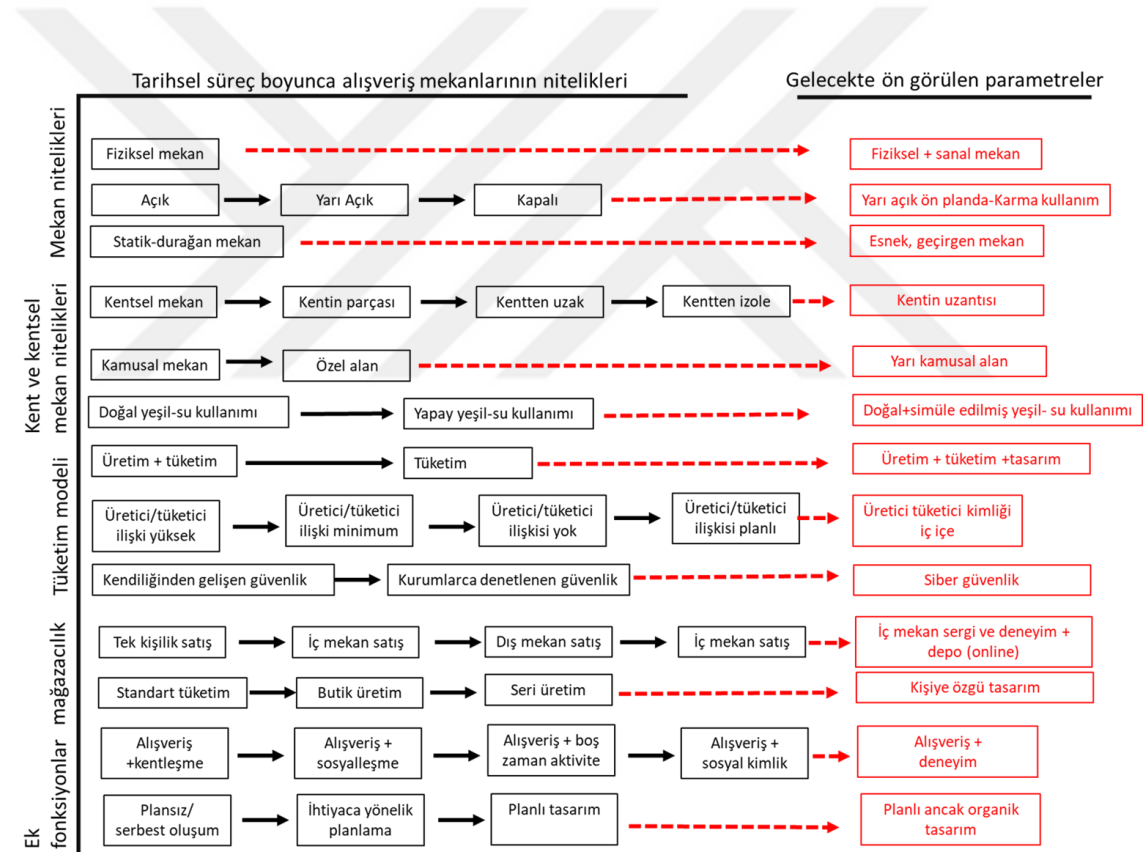 Tarihsel süreç boyunca alışveriş mekanlarının nitelikleri
Gelecekte ön görülen parametreler
Mekan nitelikleri
Fiziksel mekan
Fiziksel + sanal mekan
Açık
Yarı Açık
Kapalı
Yarı açık ön planda-Karma kullanım
Statik-durağan mekan
Esnek, geçirgen mekan
Kent ve kentsel
mekan nitelikleri
Kentsel mekan
Kentin parçası
Kentten uzak
Kentten izole
Kentin uzantısı
Kamusal mekan
Özel alan
Yarı kamusal alan
Doğal yeşil-su kullanımı
Yapay yeşil-su kullanımı
Doğal+simüle edilmiş yeşil- su kullanımı
Tüketim modeli
Üretim + tüketim
Tüketim
Üretim + tüketim +tasarım
Üretici/tüketici
ilişki yüksek
Üretici/tüketici
ilişki minimum
Üretici/tüketici
ilişkisi yok
Üretici/tüketici
ilişkisi planlı
Üretici tüketici kimliği
iç içe
Kendiliğinden gelişen güvenlik
Kurumlarca denetlenen güvenlik
Siber güvenlik
mağazacılık
Tek kişilik satış
İç mekan satış
Dış mekan satış
İç mekan satış
İç mekan sergi ve deneyim +
depo (online)
Standart tüketim
Butik üretim
Seri üretim
Kişiye özgü tasarım
Ek
fonksiyonlar
Alışveriş
+kentleşme
Alışveriş +
sosyalleşme
Alışveriş + boş
zaman aktivite
Alışveriş +
sosyal kimlik
Alışveriş +
deneyim
Plansız/
serbest oluşum
İhtiyaca yönelik
planlama
Planlı tasarım
Planlı ancak organik
tasarım